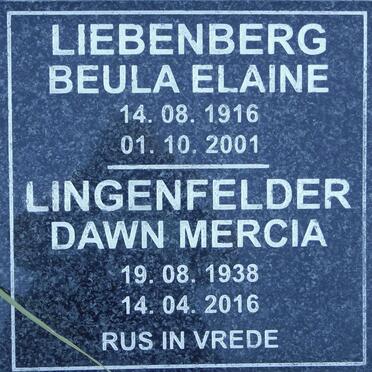 LIEBENBERG
BEULA ELAINE
14. 08. 1916
01. 10. 2001
LINGENFELDER
DAWN MERCIA
19. 08. 1938
14. 04. 2016
RUS IN VREDE